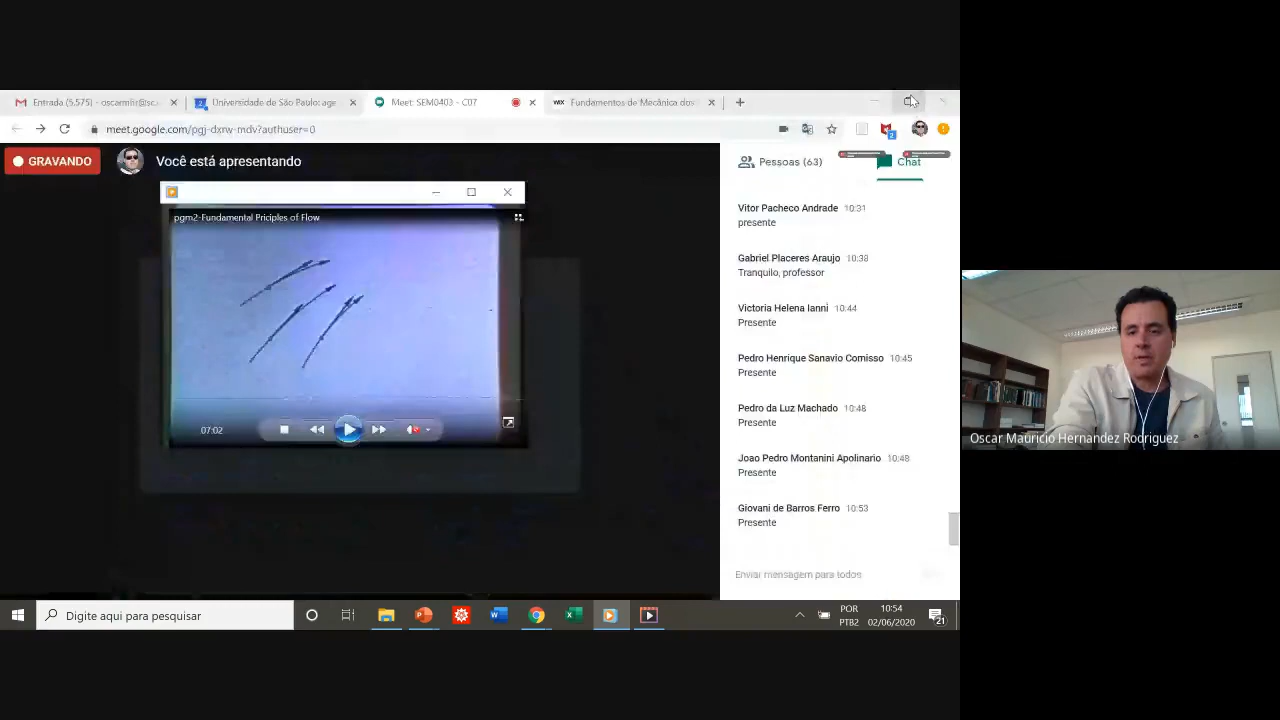 Entrada (5.575) - oscarmhr@sc.
Universidade de São Paulo: age
Meet: SEM0403 - C07
WIX
Fundamentos de Mecânica dos
meet.google.com/pgj-dxrw-mdv?authuser=0
GRAVANDO
Você está apresentando
Pessoas (63)
Chat
pgm2-Fundamental Priciples of Flow
07:02
Vitor Pacheco Andrade 10:31
presente
Gabriel Placeres Araujo 10:38
Tranquilo, professor
Victoria Helena Ianni 10:44
Presente
Pedro Henrique Sanavio Comisso 10:45
Presente
Pedro da Luz Machado 10:48
Presente
Joao Pedro Montanini Apolinario 10:48
Presente
Giovani de Barros Ferro 10:53
Presente
Enviar mensagem para todos
Oscar Mauricio Hernandez Rodriguez
Digite aqui para pesquisar
POR
PTB2
10:54
02/06/2020
21